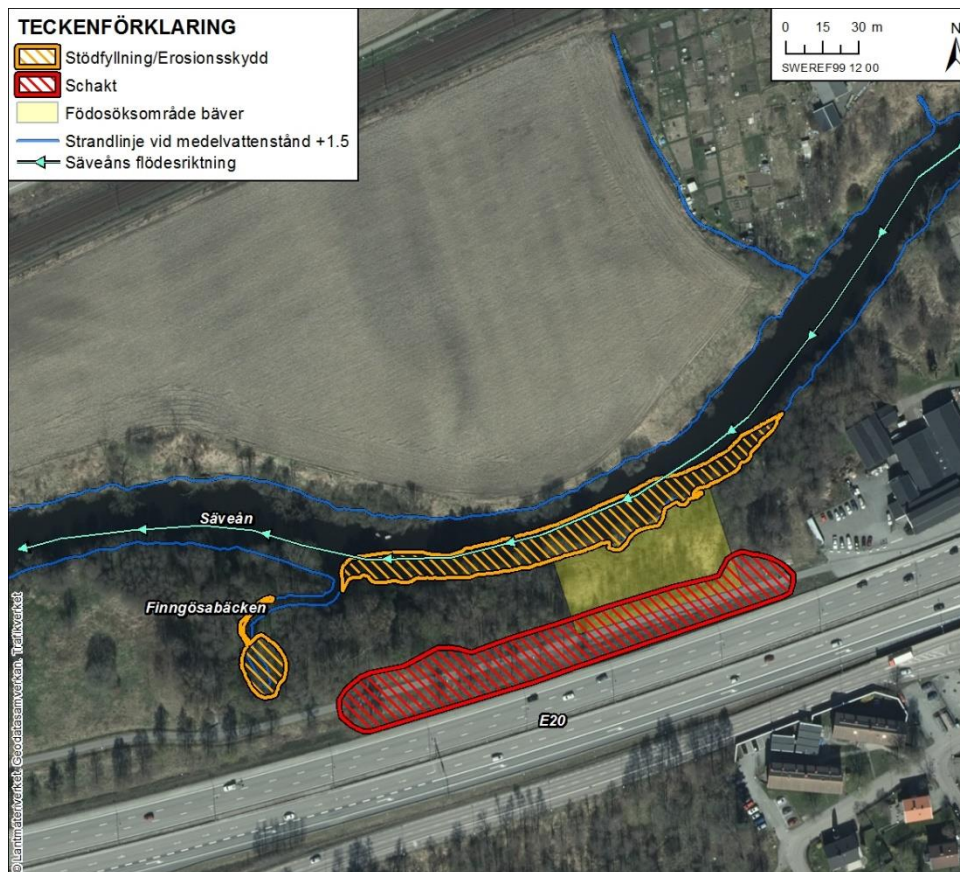 TECKENFÖRKLARING
Stödfyllning/Erosionsskydd
Schakt
Födosöksområde bäver
Strandlinje vid medelvattenstånd +1.5
Säveåns flödesriktning
0 15 30 m
SWEREF99 12 00
N
Säveån
Finngösabäcken
E20
© Lantmäteriverket, Geodatasamverkan, Trafikverket